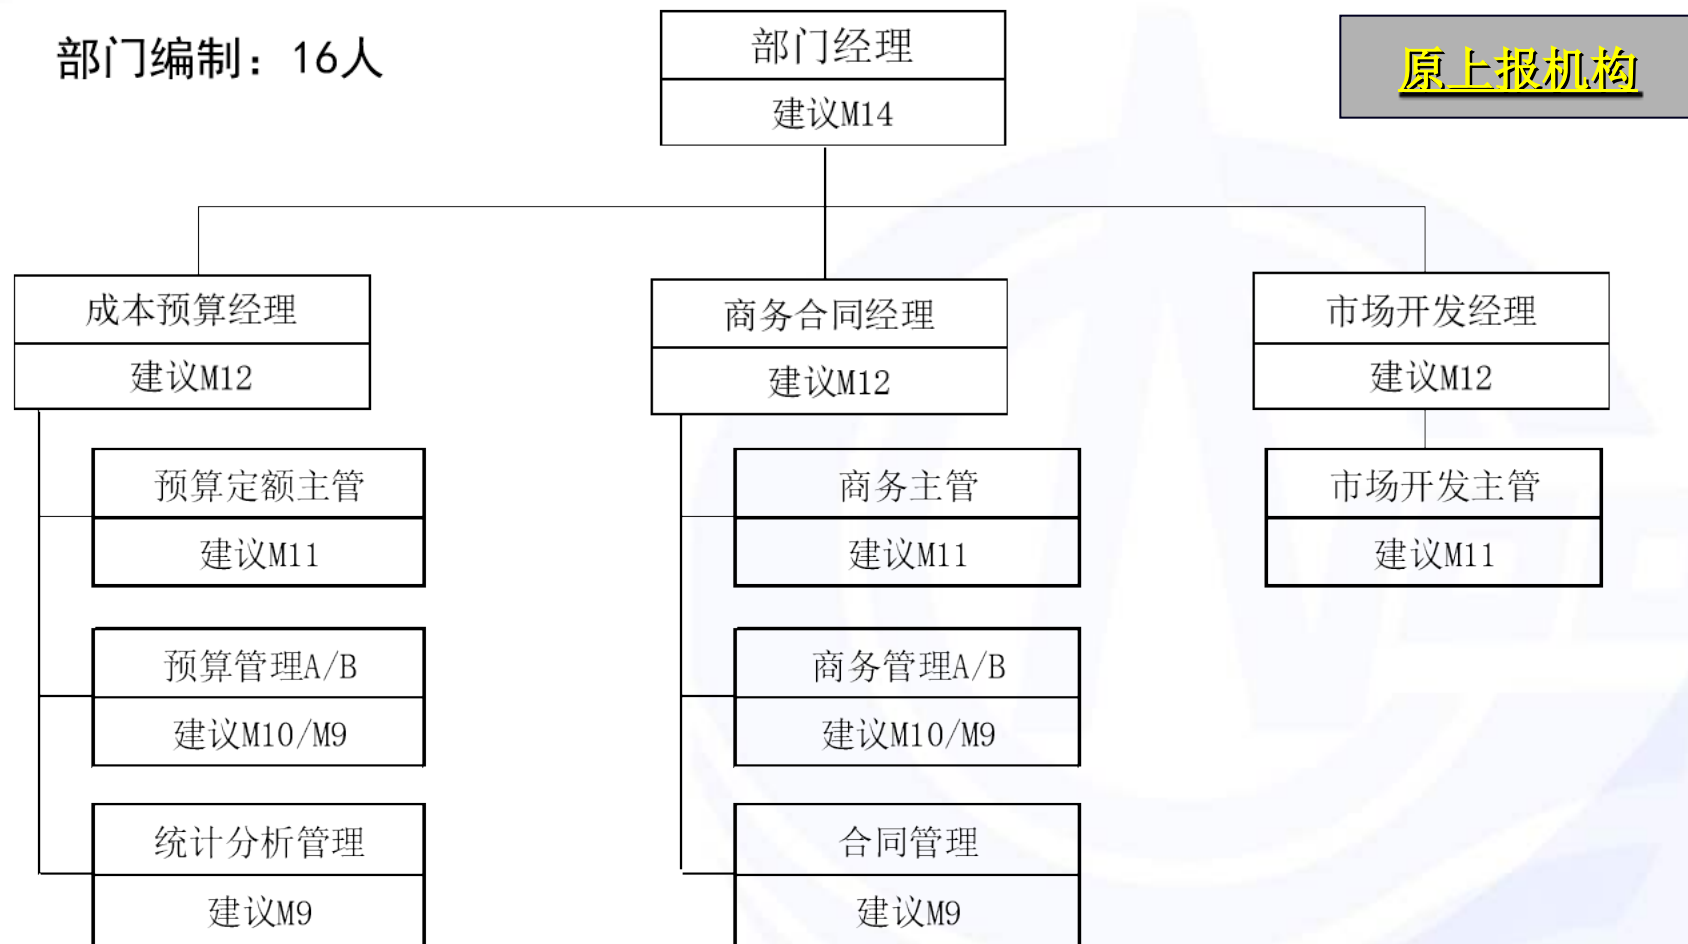 部门编制：16人
部门经理
建议M14
原上报机构
成本预算经理
建议M12
商务合同经理
建议M12
市场开发经理
建议M12
预算定额主管
建议M11
商务主管
建议M11
市场开发主管
建议M11
预算管理A/B
建议M10/M9
商务管理A/B
建议M10/M9
统计分析管理
建议M9
合同管理
建议M9